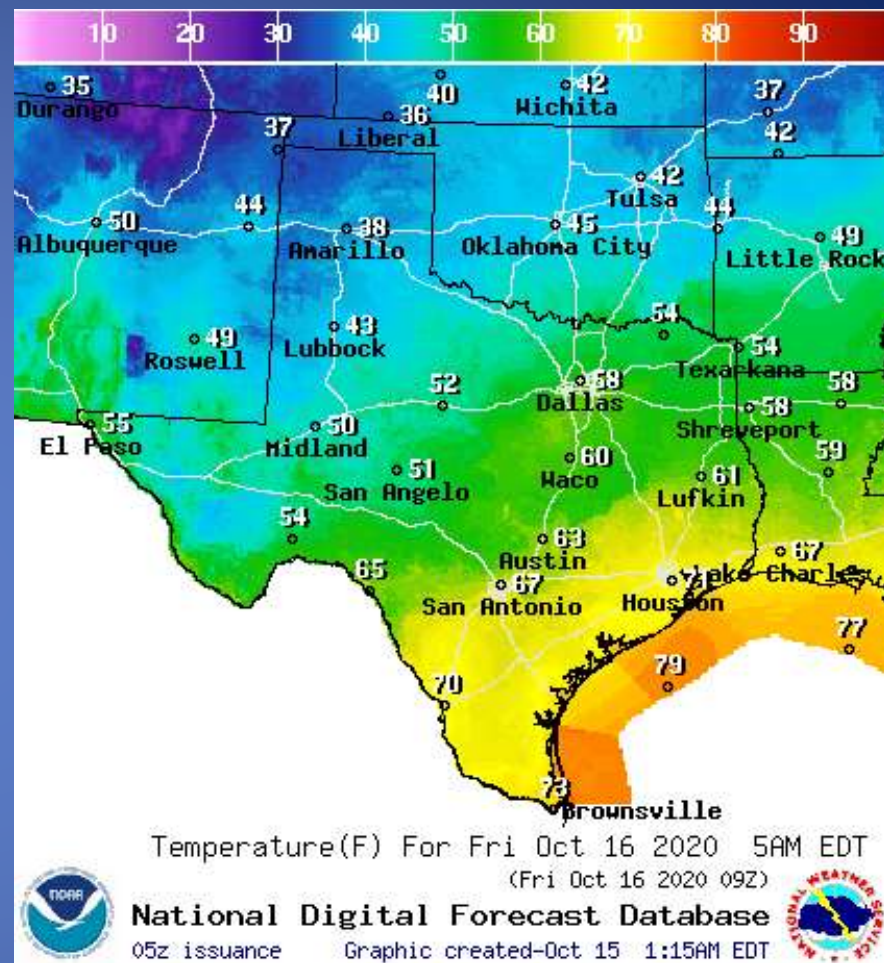 10 20 30 40 50 60 70 80 90
35 40 42 37
Durango 36 Wichita
37 Liberal 42
42
Tulsa
50 44 38 45 44 49
Albuquerque Amarillo Oklahoma City Little Rock
49 43 54
Roswell Lubbock 54
Texarkana
52 58 58
Dallas 58
55 50 Shreveport
El Paso Midland 60 59
51 Waco 61
San Angelo Lufkin
54 63
Austin 67
65 67 71 Lake Charles
San Antonio Houston
77
70 79
73
Brownsville
Temperature(F) For Fri Oct 16 2020 5AM EDT
(Fri Oct 16 2020 09Z)
NOAA
NATIONAL WEATHER SERVICE
National Digital Forecast Database
05z issuance Graphic created-Oct 15 1:15AM EDT